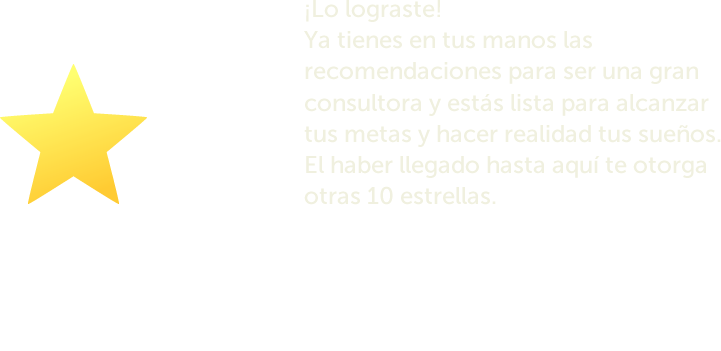 ¡Lo lograste!
Ya tienes en tus manos las
recomendaciones para ser una gran
consultora y estás lista para alcanzar
tus metas y hacer realidad tus sueños.
El haber llegado hasta aquí te otorga
otras 10 estrellas.